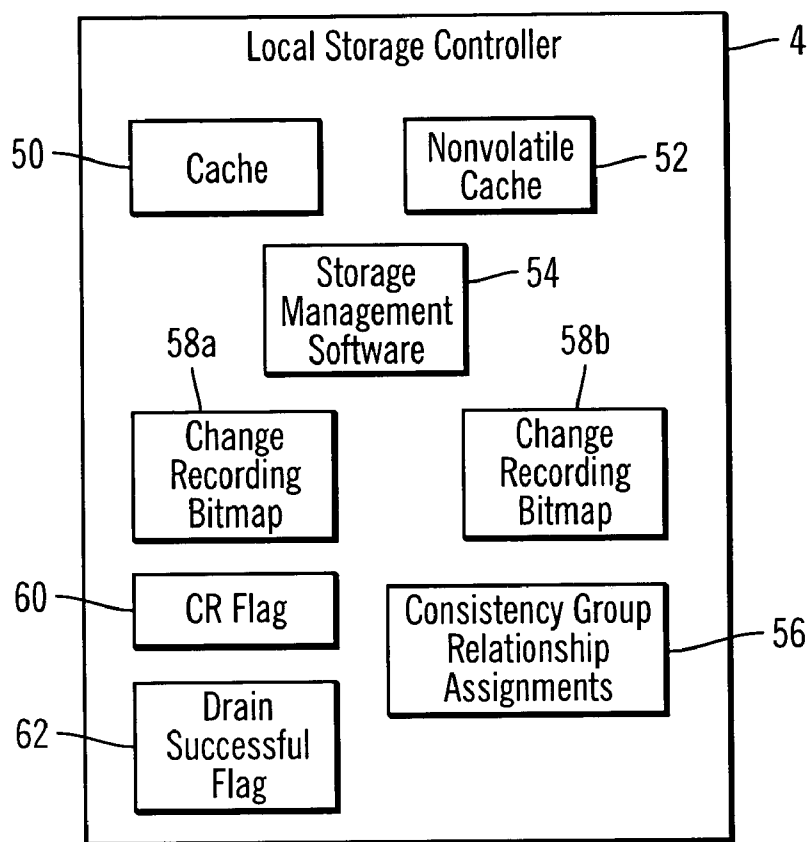 Local Storage Controller
4
50
Cache
Nonvolatile
Cache
52
Storage
Management
Software
54
58a
58b
Change
Recording
Bitmap
Change
Recording
Bitmap
60
CR Flag
Consistency Group
Relationship
Assignments
56
62
Drain
Successful
Flag